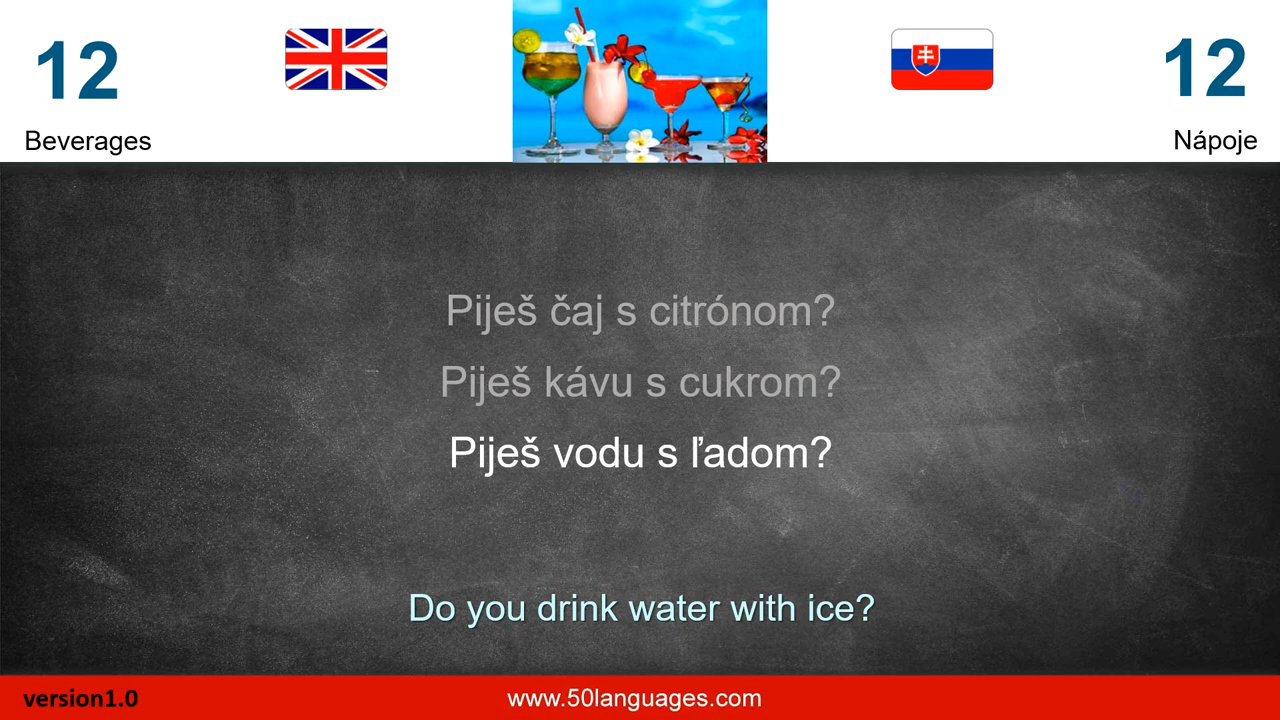 12
12
Beverages
Nápoje
Piješ čaj s citrónom?
Piješ kávu s cukrom?
Piješ vodu s ľadom?
Do you drink water with ice?
version1.0
www.50languages.com